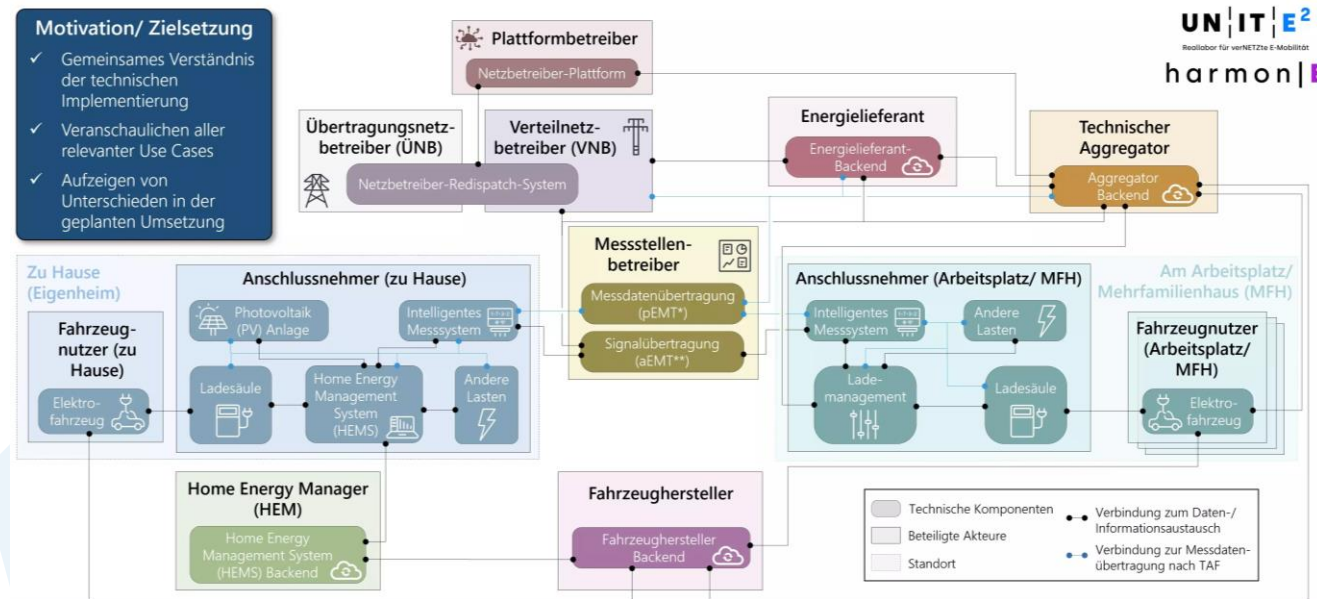 Motivation/ Zielsetzung
✓ Gemeinsames Verständnis
der technischen
Implementierung
✓ Veranschaulichen aller
relevanter Use Cases
✓ Aufzeigen von
Unterschieden in der
geplanten Umsetzung
UN|IT|E²
Reallabor für verNETZte E-Mobilität
harmon|E
Plattformbetreiber
Netzbetreiber-Plattform
Übertragungsnetz-
betreiber (ÜNB)
Verteilnetz-
betreiber (VNB)
Netzbetreiber-Redispatch-System
Energielieferant
Energielieferant-
Backend
Technischer
Aggregator
Aggregator
Backend
Messstellen-
betreiber
Messdatenübertragung
(pEMT*)
Signalübertragung
(aEMT**)
Zu Hause
(Eigenheim)
Anschlussnehmer (zu Hause)
Photovoltaik
(PV) Anlage
Intelligentes
Messsystem
Fahrzeug-
nutzer (zu
Hause)
Elektro-
fahrzeug
Ladesäule
Home Energy
Management
System
(HEMS)
Andere
Lasten
Anschlussnehmer (Arbeitsplatz/ MFH)
Am Arbeitsplatz/
Mehrfamilienhaus (MFH)
Intelligentes
Messsystem
Andere
Lasten
Lade-
management
Ladesäule
Fahrzeugnutzer
(Arbeitsplatz/
MFH)
Elektro-
fahrzeug
Home Energy Manager
(HEM)
Home Energy
Management System
(HEMS) Backend
Fahrzeughersteller
Fahrzeughersteller
Backend
Technische Komponenten
Beteiligte Akteure
Standort
Verbindung zum Daten-/
Informationsaustausch
Verbindung zur Messdaten-
übertragung nach TAF